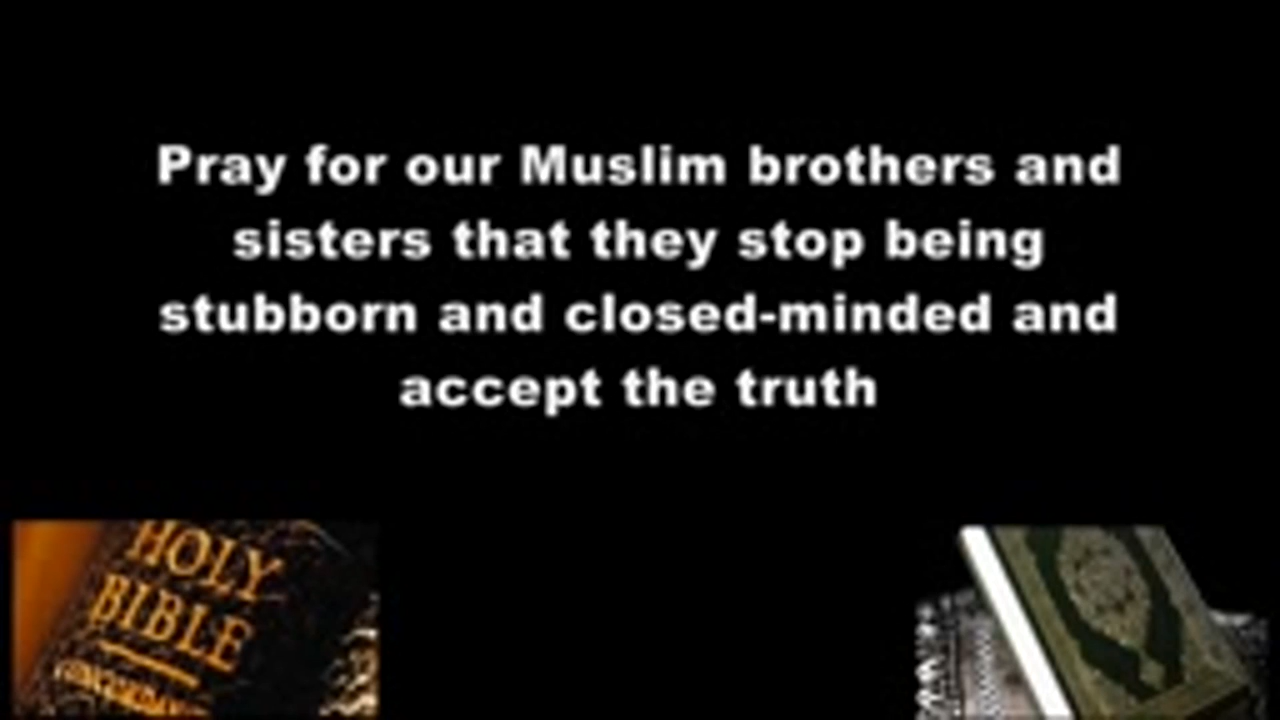 Pray for our Muslim brothers and
sisters that they stop being
stubborn and closed-minded and
accept the truth
HOLY
BIBLE